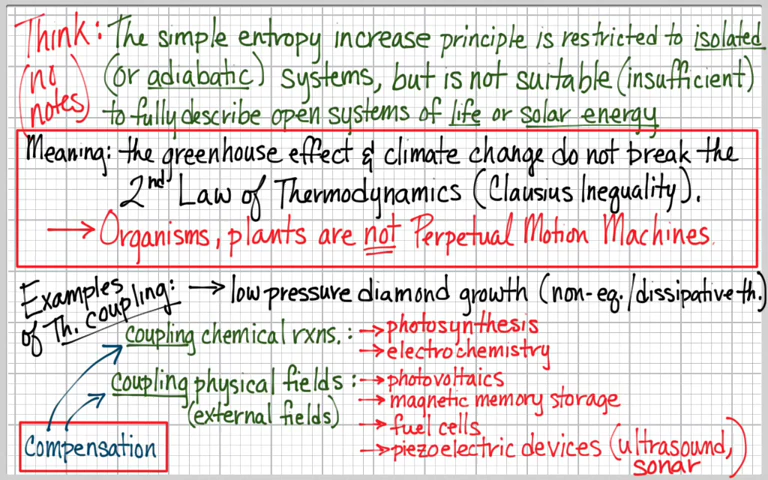 Think: The simple entropy increase principle is restricted to isolated
(no notes) (or adiabatic) systems, but is not suitable (insufficient)
to fully describe open systems of life or solar energy
Meaning: the greenhouse effect & climate change do not break the
2nd Law of Thermodynamics (Clausius Inequality).
→ Organisms, plants are not Perpetual Motion Machines.
Examples of Th. coupling: → low pressure diamond growth (non-eq./dissipative th.)
coupling chemical rxns.: → photosynthesis
→ electrochemistry
coupling physical fields: → photovoltaics
(external fields) → magnetic memory storage
→ fuel cells
Compensation → piezoelectric devices (ultrasound,
sonar)